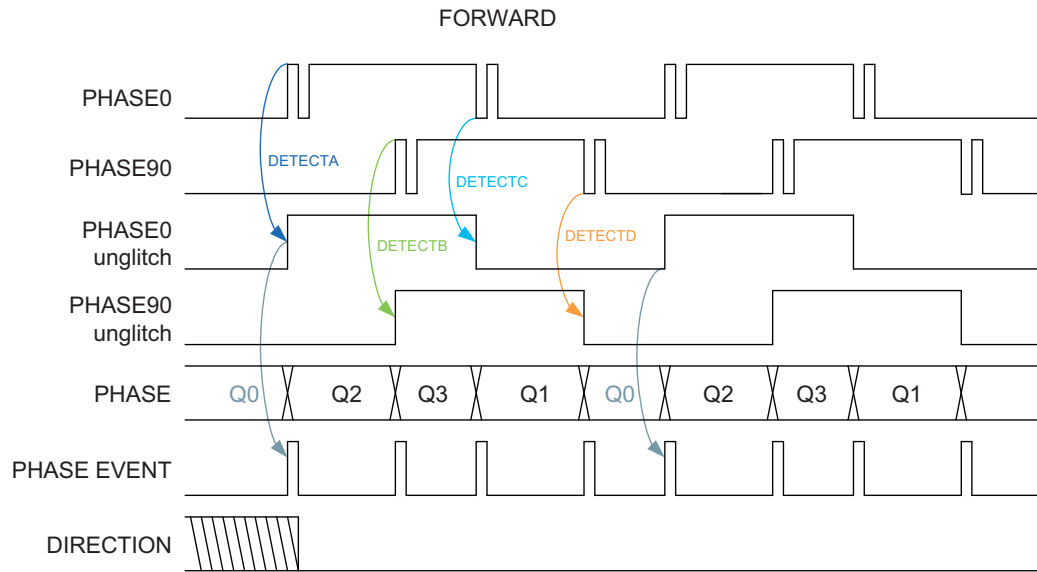 FORWARD
PHASE0
PHASE90
DETECTA
DETECTC
PHASE0
unglitch
DETECTB
DETECTD
PHASE90
unglitch
PHASE
Q0
Q2
Q3
Q1
Q0
Q2
Q3
Q1
PHASE EVENT
DIRECTION